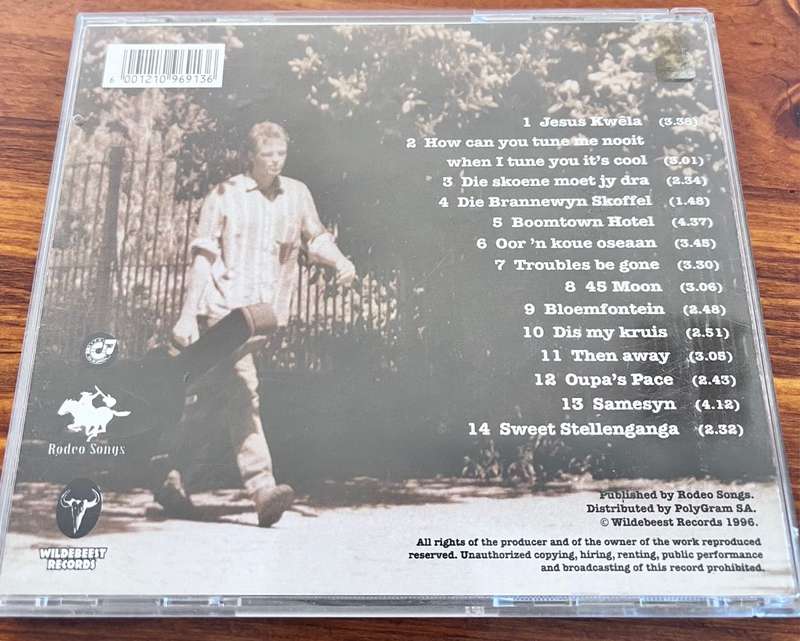 6 001210 969136
1 Jesus Kwêla (3.38)
2 How can you tune me nooit
when I tune you it's cool (3.01)
3 Die skoene moet jy dra (2.34)
4 Die Brannewyn Skoffel (1.48)
5 Boomtown Hotel (4.37)
6 Oor 'n koue oseaan (3.45)
7 Troubles be gone (3.30)
8 45 Moon (3.06)
9 Bloemfontein (2.48)
10 Dis my kruis (2.51)
11 Then away (3.05)
12 Oupa's Pace (2.43)
13 Samesyn (4.12)
14 Sweet Stellenganga (2.32)
Rodeo Songs
WILDEBEEST
RECORDS
Published by Rodeo Songs.
Distributed by PolyGram SA.
© Wildebeest Records 1996.
All rights of the producer and of the owner of the work reproduced
reserved. Unauthorized copying, hiring, renting, public performance
and broadcasting of this record prohibited.